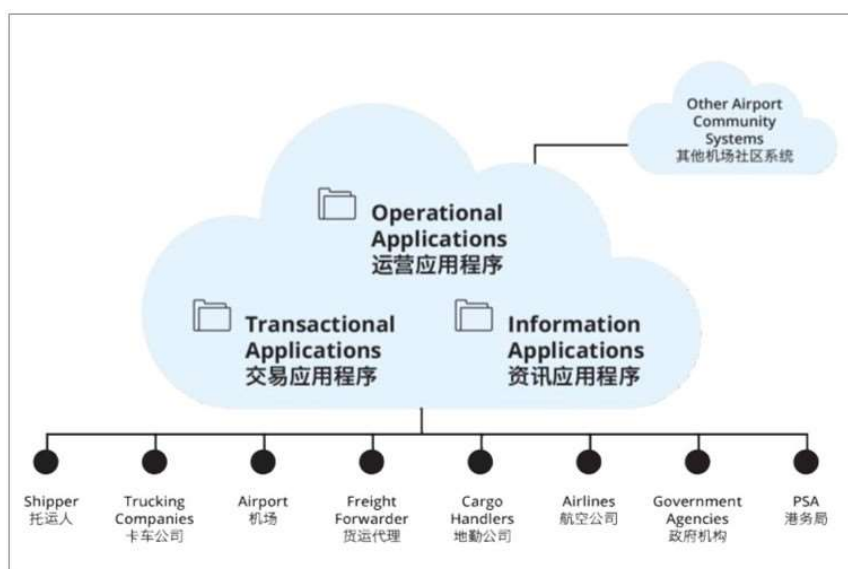 Other Airport
Community
Systems
其他机场社区系统
Operational
Applications
运营应用程序
Transactional
Applications
交易应用程序
Information
Applications
资讯应用程序
Shipper
托运人
Trucking
Companies
卡车公司
Airport
机场
Freight
Forwarder
货运代理
Cargo
Handlers
地勤公司
Airlines
航空公司
Government
Agencies
政府机构
PSA
港务局